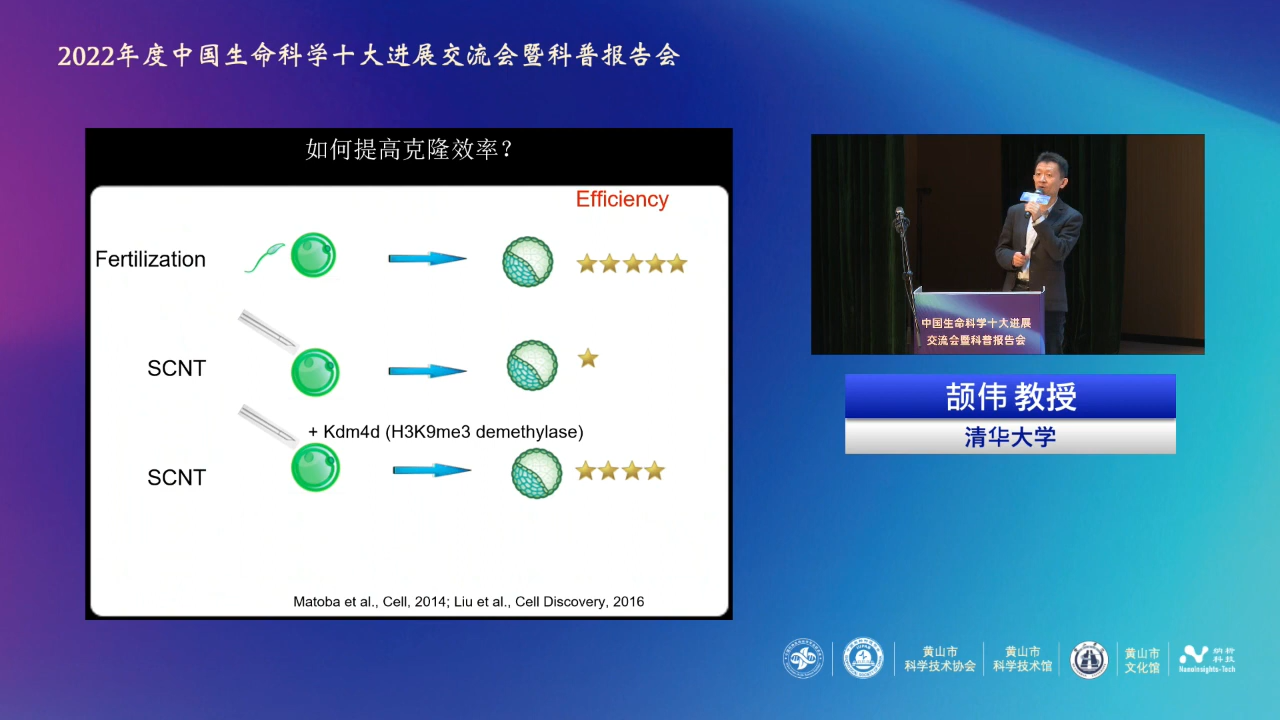 2022年度中国生命科学十大进展交流会暨科普报告会
如何提高克隆效率？
Efficiency
Fertilization
SCNT
+ Kdm4d (H3K9me3 demethylase)
SCNT
Matoba et al., Cell, 2014; Liu et al., Cell Discovery, 2016
中国生命科学十大进展
交流会暨科普报告会
颉伟 教授
清华大学
黄山市
科学技术协会
黄山市
科学技术馆
黄山市
文化馆
纳析
科技
Nanoinsights-Tech